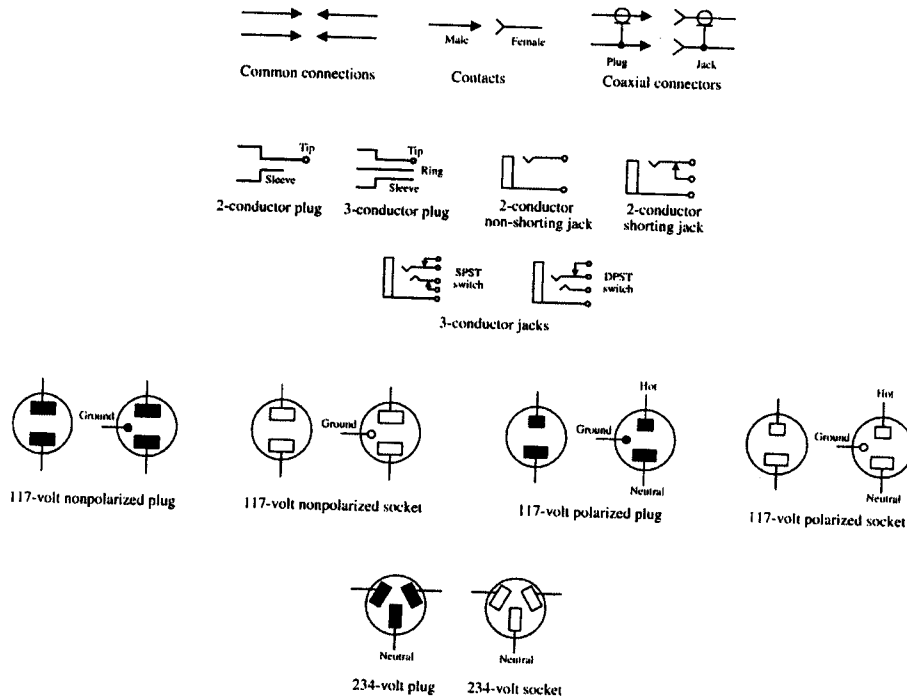 Male
Female
Plug
Jack
Common connections
Contacts
Coaxial connectors
Tip
Sleeve
2-conductor plug
Tip
Ring
Sleeve
3-conductor plug
2-conductor
non-shorting jack
2-conductor
shorting jack
SPST
switch
DPST
switch
3-conductor jacks
Ground
117-volt nonpolarized plug
Ground
117-volt nonpolarized socket
Hot
Ground
Neutral
117-volt polarized plug
Hot
Ground
Neutral
117-volt polarized socket
Neutral
234-volt plug
Neutral
234-volt socket